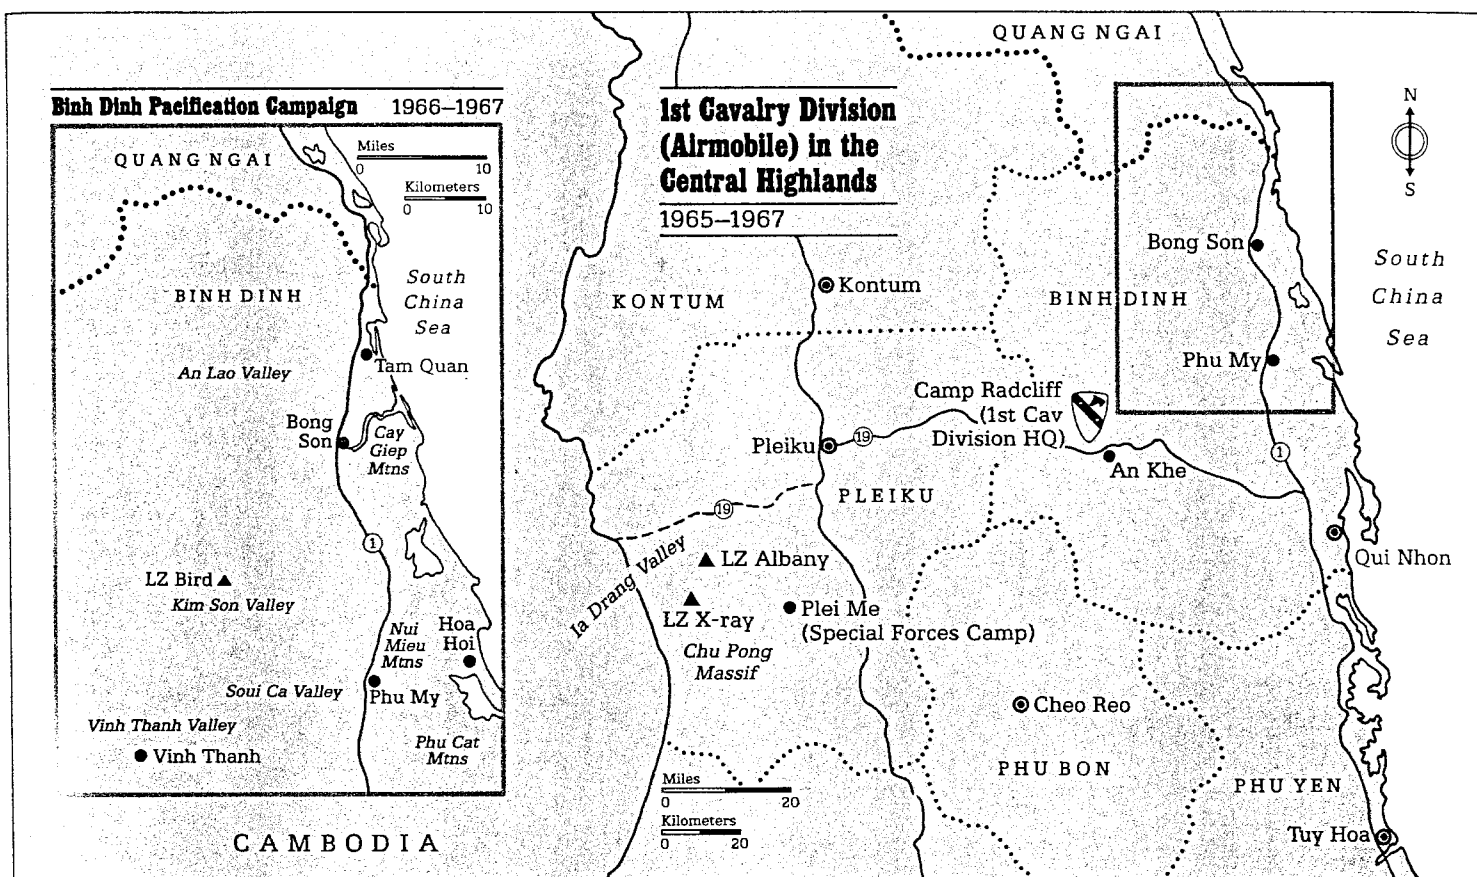 Binh Dinh Pacification Campaign 1966–1967
QUANG NGAI
Miles
0 10
Kilometers
0 10
South
China
Sea
BINH DINH
Tam Quan
An Lao Valley
Bong
Son
Cay
Giep
Mtns
1
LZ Bird
Kim Son Valley
Nui
Mieu
Mtns
Hoa
Hoi
Soui Ca Valley
Phu My
Vinh Thanh Valley
Vinh Thanh
Phu Cat
Mtns
CAMBODIA
1st Cavalry Division
(Airmobile) in the
Central Highlands
1965–1967
QUANG NGAI
N
S
Bong Son
South
China
Sea
Kontum
KONTUM
BINH DINH
Phu My
Camp Radcliff
(1st Cav
Division HQ)
Pleiku
19
An Khe
1
PLEIKU
19
Qui Nhon
Ia Drang Valley
LZ Albany
LZ X-ray
Plei Me
(Special Forces Camp)
Chu Pong
Massif
Cheo Reo
PHU BON
PHU YEN
Miles
0 20
Kilometers
0 20
Tuy Hoa